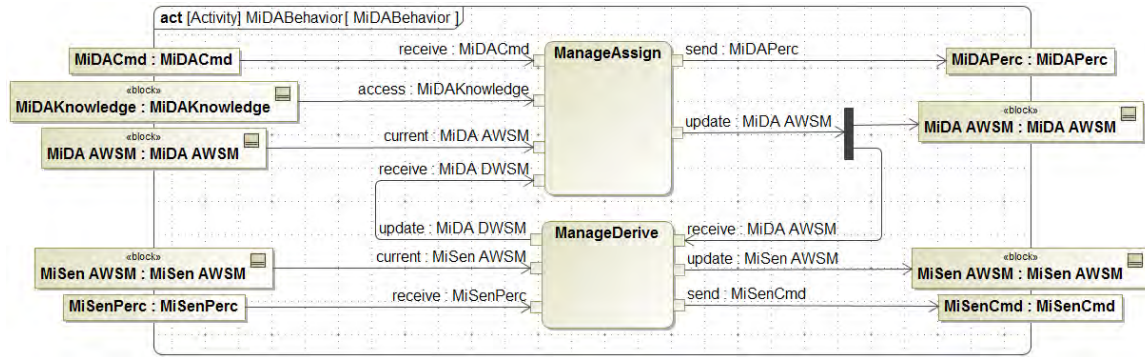 act [Activity] MiDABehavior[ MiDABehavior ]
MiDACmd : MiDACmd
receive : MiDACmd
ManageAssign
send : MiDAPerc
MiDAPerc : MiDAPerc
«block»
MiDAKnowledge : MiDAKnowledge
access : MiDAKnowledge
«block»
MiDA AWSM : MiDA AWSM
current : MiDA AWSM
update : MiDA AWSM
«block»
MiDA AWSM : MiDA AWSM
receive : MiDA DWSM
update : MiDA DWSM
ManageDerive
receive : MiDA AWSM
«block»
MiSen AWSM : MiSen AWSM
current : MiSen AWSM
update : MiSen AWSM
«block»
MiSen AWSM : MiSen AWSM
MiSenPerc : MiSenPerc
receive : MiSenPerc
send : MiSenCmd
MiSenCmd : MiSenCmd